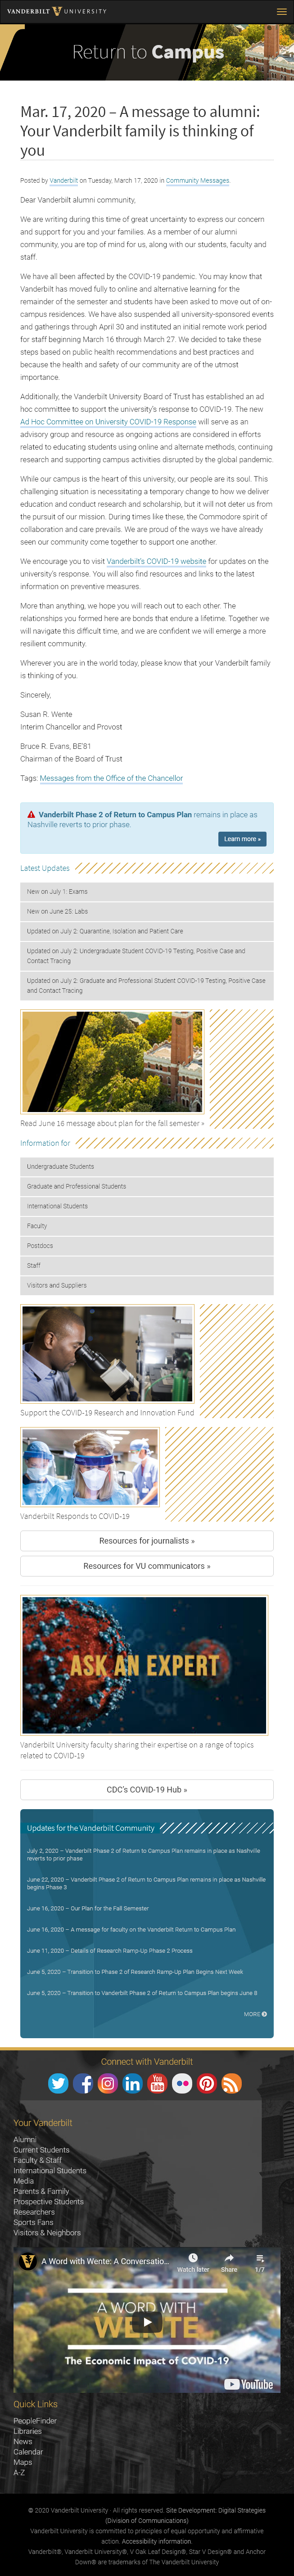 VANDERBILT V UNIVERSITY
Return to Campus
Mar. 17, 2020 – A message to alumni:
Your Vanderbilt family is thinking of
you
Posted by Vanderbilt on Tuesday, March 17, 2020 in Community Messages.
Dear Vanderbilt alumni community,
We are writing during this time of great uncertainty to express our concern
and support for you and your families. As a member of our alumni
community, you are top of mind for us, along with our students, faculty and
staff.
We have all been affected by the COVID-19 pandemic. You may know that
Vanderbilt has moved fully to online and alternative learning for the
remainder of the semester and students have been asked to move out of on-
campus residences. We have also suspended all university-sponsored events
and gatherings through April 30 and instituted an initial remote work period
for staff beginning March 16 through March 27. We decided to take these
steps based on public health recommendations and best practices and
because the health and safety of our community are of the utmost
importance.
Additionally, the Vanderbilt University Board of Trust has established an ad
hoc committee to support the university's response to COVID-19. The new
Ad Hoc Committee on University COVID-19 Response will serve as an
advisory group and resource as ongoing actions are considered in efforts
related to educating students using online and alternate methods, continuing
research and supporting campus activities disrupted by the global pandemic.
While our campus is the heart of this university, our people are its soul. This
challenging situation is necessitating a temporary change to how we deliver
education and conduct research and scholarship, but it will not deter us from
the pursuit of our mission. During times like these, the Commodore spirit of
collaboration and care prevails. We are proud of the ways we have already
seen our community come together to support one another.
We encourage you to visit Vanderbilt's COVID-19 website for updates on the
university's response. You will also find resources and links to the latest
information on preventive measures.
More than anything, we hope you will reach out to each other. The
relationships you formed here are bonds that endure a lifetime. Together we
will navigate this difficult time, and we are confident we will emerge a more
resilient community.
Wherever you are in the world today, please know that your Vanderbilt family
is thinking of you.
Sincerely,
Susan R. Wente
Interim Chancellor and Provost
Bruce R. Evans, BE'81
Chairman of the Board of Trust
Tags: Messages from the Office of the Chancellor
Vanderbilt Phase 2 of Return to Campus Plan remains in place as
Nashville reverts to prior phase.
Learn more »
Latest Updates
New on July 1: Exams
New on June 25: Labs
Updated on July 2: Quarantine, Isolation and Patient Care
Updated on July 2: Undergraduate Student COVID-19 Testing, Positive Case and
Contact Tracing
Updated on July 2: Graduate and Professional Student COVID-19 Testing, Positive Case
and Contact Tracing
Read June 16 message about plan for the fall semester »
Information for
Undergraduate Students
Graduate and Professional Students
International Students
Faculty
Postdocs
Staff
Visitors and Suppliers
Support the COVID-19 Research and Innovation Fund
Vanderbilt Responds to COVID-19
Resources for journalists »
Resources for VU communicators »
ASK AN EXPERT
Vanderbilt University faculty sharing their expertise on a range of topics
related to COVID-19
CDC's COVID-19 Hub »
Updates for the Vanderbilt Community
July 2, 2020 – Vanderbilt Phase 2 of Return to Campus Plan remains in place as Nashville
reverts to prior phase
June 22, 2020 – Vanderbilt Phase 2 of Return to Campus Plan remains in place as Nashville
begins Phase 3
June 16, 2020 – Our Plan for the Fall Semester
June 16, 2020 – A message for faculty on the Vanderbilt Return to Campus Plan
June 11, 2020 – Details of Research Ramp-Up Phase 2 Process
June 5, 2020 – Transition to Phase 2 of Research Ramp-Up Plan Begins Next Week
June 5, 2020 – Transition to Vanderbilt Phase 2 of Return to Campus Plan begins June 8
MORE
Connect with Vanderbilt
You Tube
Your Vanderbilt
Alumni
Current Students
Faculty & Staff
International Students
Media
Parents & Family
Prospective Students
Researchers
Sports Fans
Visitors & Neighbors
A Word with Wente: A Conversatio...
Watch later
Share
1/7
A WORD WITH
WENTE
The Economic Impact of COVID-19
YouTube
Quick Links
PeopleFinder
Libraries
News
Calendar
Maps
A-Z
© 2020 Vanderbilt University · All rights reserved. Site Development: Digital Strategies
(Division of Communications)
Vanderbilt University is committed to principles of equal opportunity and affirmative
action. Accessibility information.
Vanderbilt®, Vanderbilt University®, V Oak Leaf Design®, Star V Design® and Anchor
Down® are trademarks of The Vanderbilt University